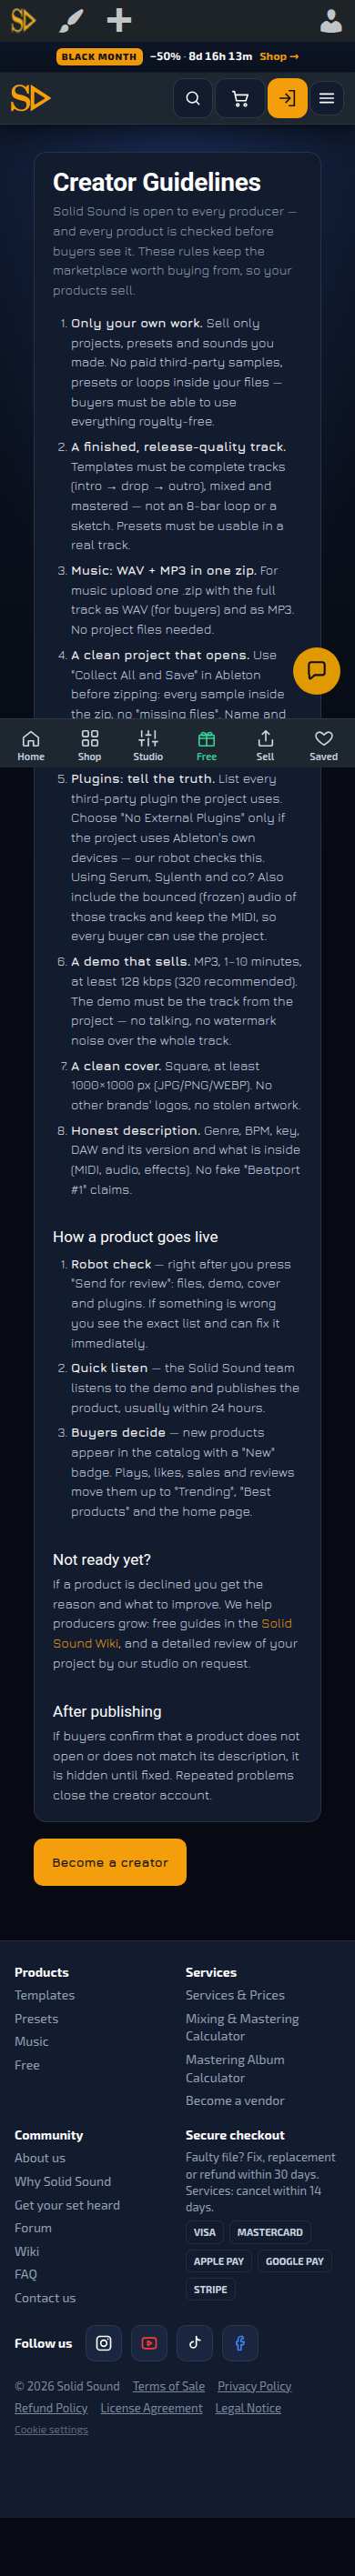 BLACK MONTH −50% · 8d 16h 13m Shop →
Creator Guidelines
Solid Sound is open to every producer —
and every product is checked before
buyers see it. These rules keep the
marketplace worth buying from, so your
products sell.
1. Only your own work. Sell only
projects, presets and sounds you
made. No paid third-party samples,
presets or loops inside your files —
buyers must be able to use
everything royalty-free.
2. A finished, release-quality track.
Templates must be complete tracks
(intro → drop → outro), mixed and
mastered — not an 8-bar loop or a
sketch. Presets must be usable in a
real track.
3. Music: WAV + MP3 in one zip. For
music upload one .zip with the full
track as WAV (for buyers) and as MP3.
No project files needed.
4. A clean project that opens. Use
"Collect All and Save" in Ableton
before zipping: every sample inside
the zip, no "missing files". Name and
Home Shop Studio Free Sell Saved
5. Plugins: tell the truth. List every
third-party plugin the project uses.
Choose "No External Plugins" only if
the project uses Ableton's own
devices — our robot checks this.
Using Serum, Sylenth and co.? Also
include the bounced (frozen) audio of
those tracks and keep the MIDI, so
every buyer can use the project.
6. A demo that sells. MP3, 1–10 minutes,
at least 128 kbps (320 recommended).
The demo must be the track from the
project — no talking, no watermark
noise over the whole track.
7. A clean cover. Square, at least
1000×1000 px (JPG/PNG/WEBP). No
other brands' logos, no stolen artwork.
8. Honest description. Genre, BPM, key,
DAW and its version and what is inside
(MIDI, audio, effects). No fake "Beatport
#1" claims.
How a product goes live
1. Robot check — right after you press
"Send for review": files, demo, cover
and plugins. If something is wrong
you see the exact list and can fix it
immediately.
2. Quick listen — the Solid Sound team
listens to the demo and publishes the
product, usually within 24 hours.
3. Buyers decide — new products
appear in the catalog with a "New"
badge. Plays, likes, sales and reviews
move them up to "Trending", "Best
products" and the home page.
Not ready yet?
If a product is declined you get the
reason and what to improve. We help
producers grow: free guides in the Solid
Sound Wiki, and a detailed review of your
project by our studio on request.
After publishing
If buyers confirm that a product does not
open or does not match its description, it
is hidden until fixed. Repeated problems
close the creator account.
Become a creator
Products
Templates
Presets
Music
Free
Services
Services & Prices
Mixing & Mastering
Calculator
Mastering Album
Calculator
Become a vendor
Community
About us
Why Solid Sound
Get your set heard
Forum
Wiki
FAQ
Contact us
Secure checkout
Faulty file? Fix, replacement
or refund within 30 days.
Services: cancel within 14
days.
VISA MASTERCARD
APPLE PAY GOOGLE PAY
STRIPE
Follow us
© 2026 Solid Sound Terms of Sale Privacy Policy
Refund Policy License Agreement Legal Notice
Cookie settings